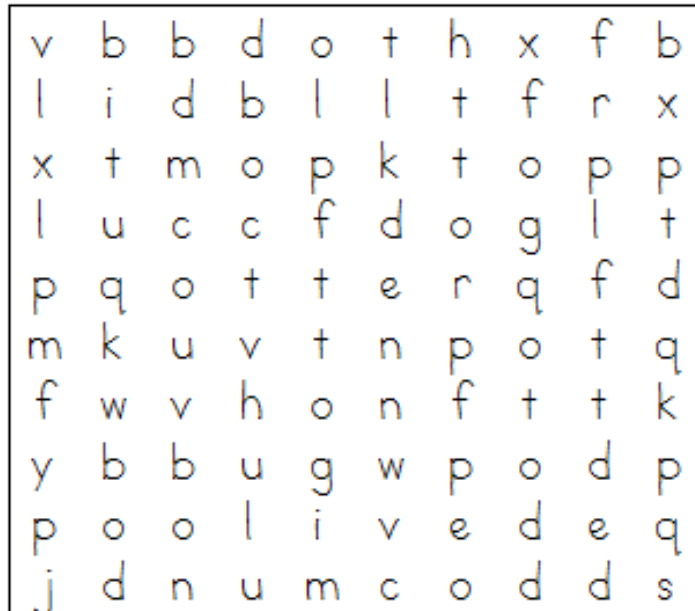 v b b d o t h x f b
l i d b l l t f r x
x t m o p k t o p p
l u c c f d o g l t
p q o t t e r q f d
m k u v t n p o t q
f w v h o n f t t k
y b b u g w p o d p
p o o l i v e d e q
j d n u m c o d d s